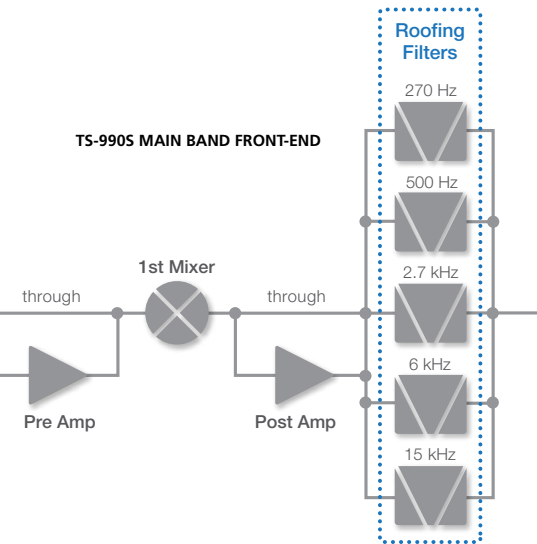 Roofing
Filters
270 Hz
TS-990S MAIN BAND FRONT-END
500 Hz
1st Mixer
2.7 kHz
through
through
6 kHz
Pre Amp
Post Amp
15 kHz